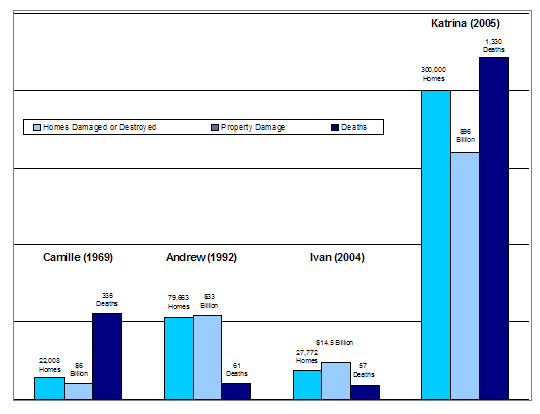 Katrina (2005)
1,330
Deaths
300,000
Homes
$96
Billion
Homes Damaged or Destroyed
Property Damage
Deaths
Camille (1969)
Andrew (1992)
Ivan (2004)
335
Deaths
79,663
Homes
$33
Billion
$14.5 Billion
22,008
Homes
$6
Billion
61
Deaths
27,772
Homes
57
Deaths